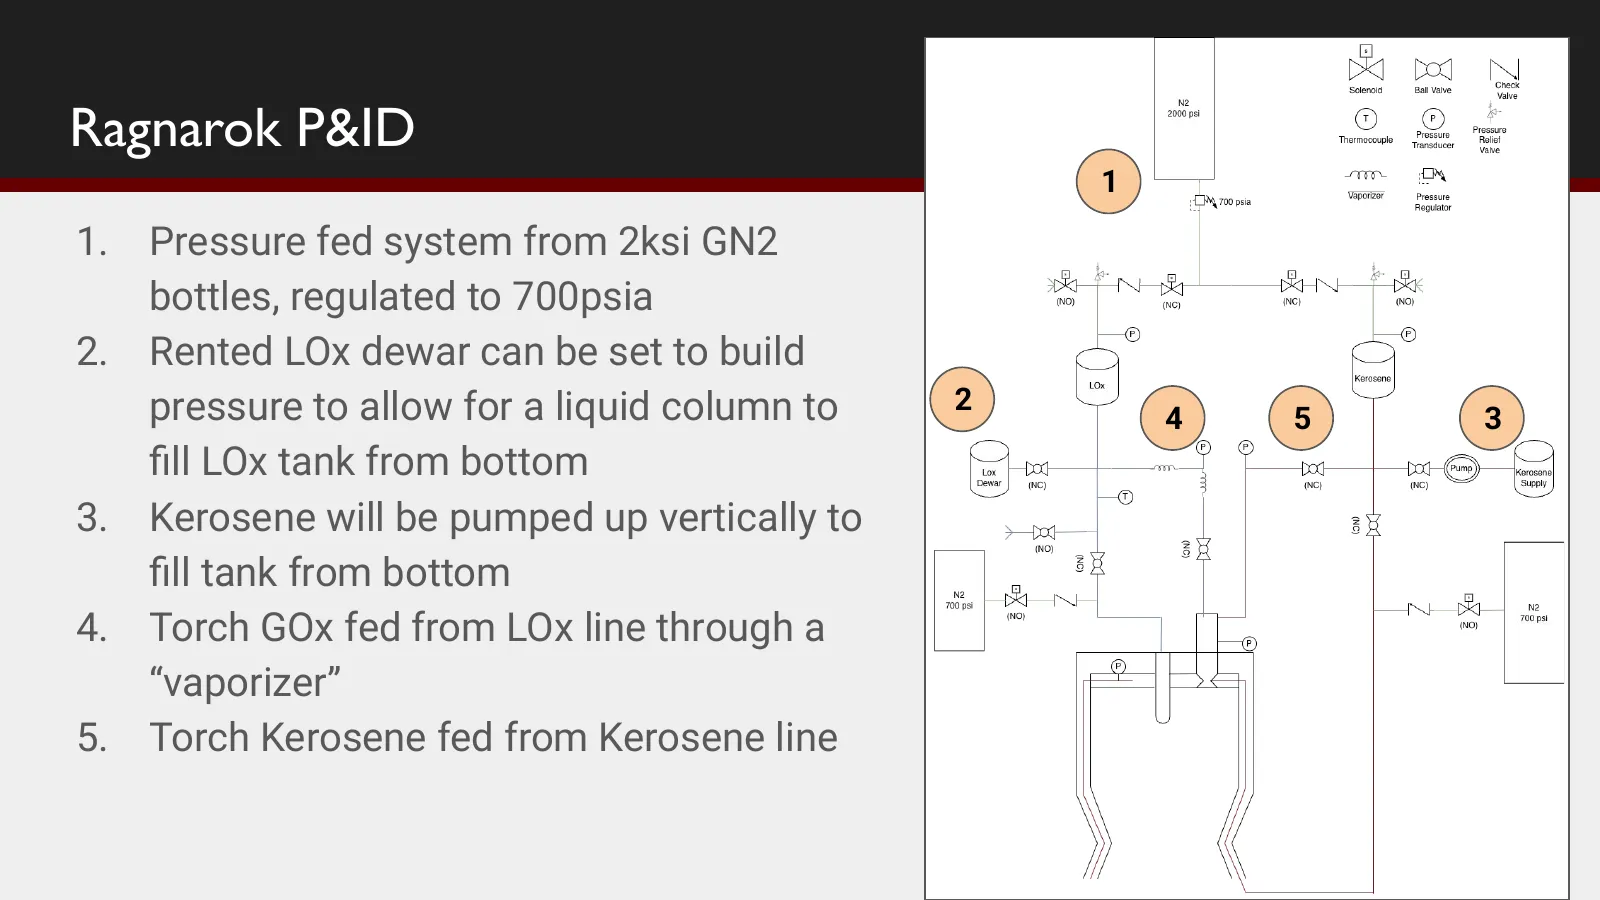 Ragnarok P&ID
1. Pressure fed system from 2ksi GN2
bottles, regulated to 700psia
2. Rented LOx dewar can be set to build
pressure to allow for a liquid column to
fill LOx tank from bottom
3. Kerosene will be pumped up vertically to
fill tank from bottom
4. Torch GOx fed from LOx line through a
“vaporizer”
5. Torch Kerosene fed from Kerosene line
N2
2000 psi
S
Solenoid
Ball Valve
Check
Valve
T
Thermocouple
P
Pressure
Transducer
Pressure
Relief
Valve
Vaporizer
Pressure
Regulator
1
700 psia
S
(NO)
S
(NC)
S
(NC)
S
(NO)
P
P
LOx
Kerosene
2
4
5
3
P
P
Lox
Dewar
(NC)
(NC)
(NC)
Pump
Kerosene
Supply
T
(NO)
(NC)
(NC)
(NC)
N2
700 psi
S
(NO)
S
(NO)
N2
700 psi
P
P